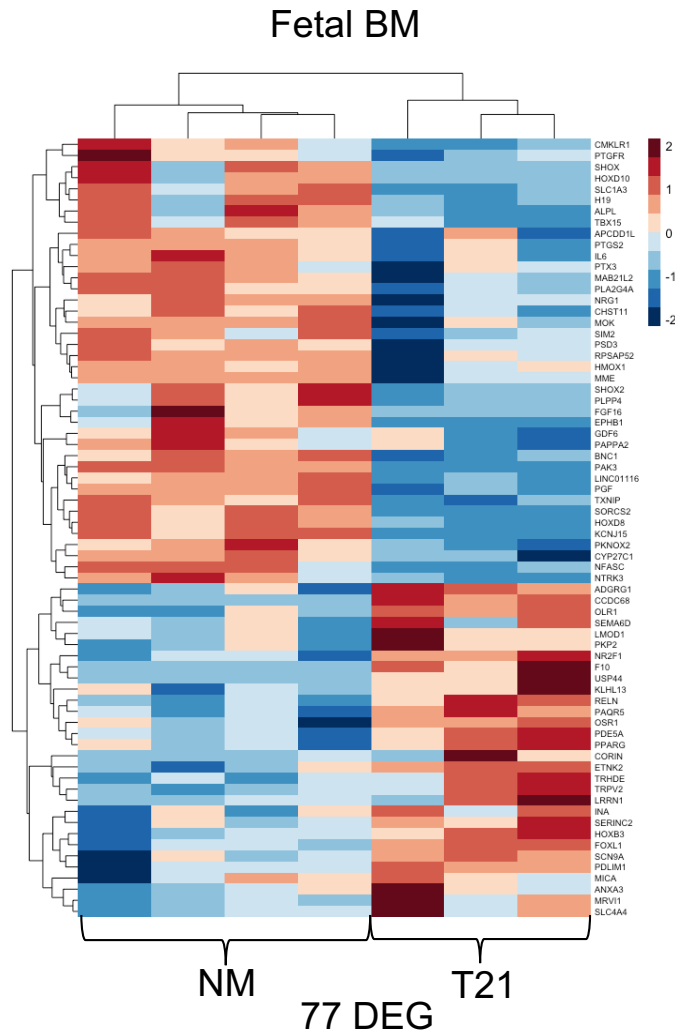 Fetal BM
CMKLR1
PTGFR
SHOX
HOXD10
SLC1A3
H19
ALPL
TBX15
APCDD1L
PTGS2
IL6
PTX3
MAB21L2
PLA2G4A
NRG1
CHST11
MOK
SIM2
PSD3
RPSAP52
HMOX1
MME
SHOX2
PLPP4
FGF16
EPHB1
GDF6
PAPPA2
BNC1
PAK3
LINC01116
PGF
TXNIP
SORCS2
HOXD8
KCNJ15
PKNOX2
CYP27C1
NFASC
NTRK3
ADGRG1
CCDC68
OLR1
SEMA6D
LMOD1
PKP2
NR2F1
F10
USP44
KLHL13
RELN
PAQR5
OSR1
PDE5A
PPARG
CORIN
ETNK2
TRHDE
TRPV2
LRRN1
INA
SERINC2
HOXB3
FOXL1
SCN9A
PDLIM1
MICA
ANXA3
MRVI1
SLC4A4
2
1
0
-1
-2
NM
T21
77 DEG